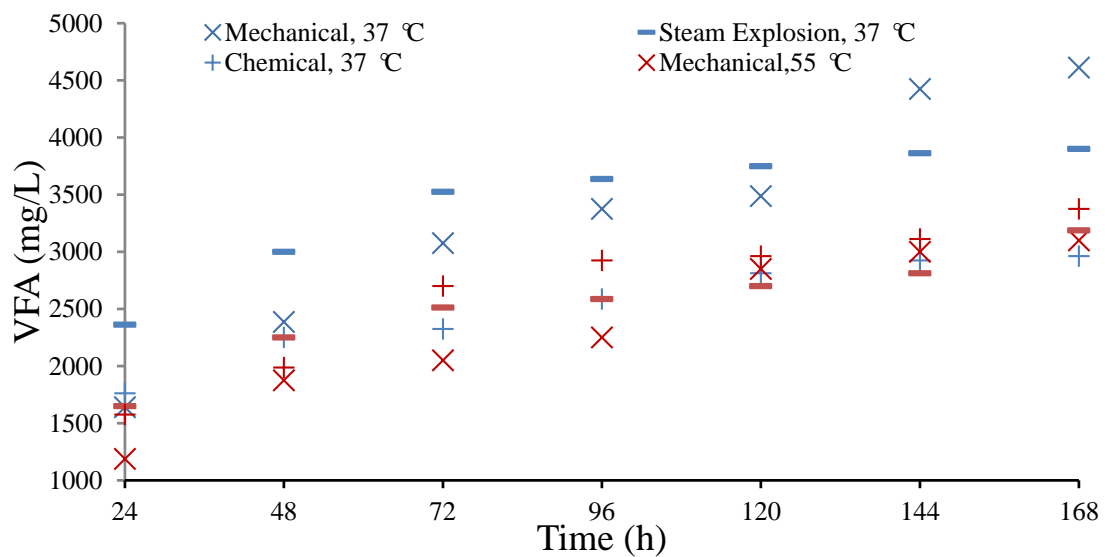 Mechanical, 37 ℃
Steam Explosion, 37 ℃
Chemical, 37 ℃
Mechanical,55 ℃
VFA (mg/L)
5000
4500
4000
3500
3000
2500
2000
1500
1000
24 48 72 96 120 144 168
Time (h)